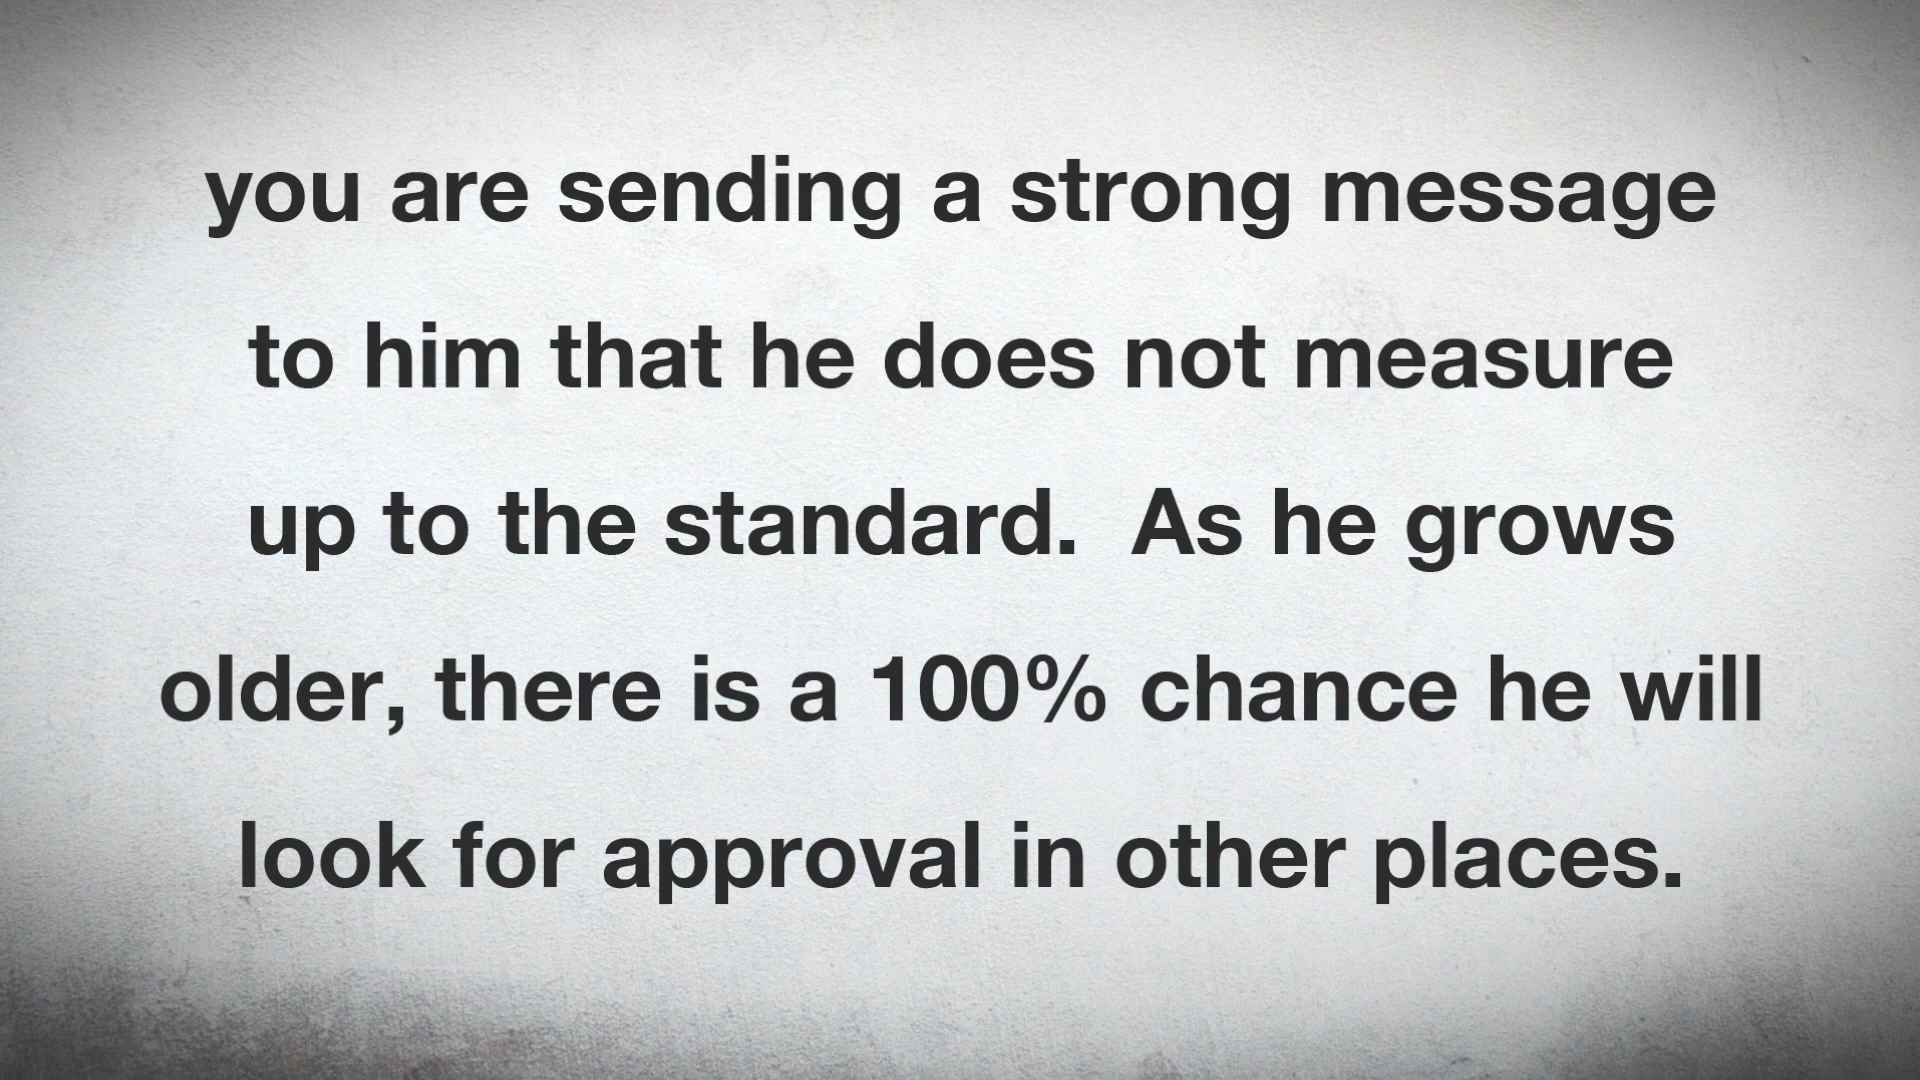 you are sending a strong message
to him that he does not measure
up to the standard.  As he grows
older, there is a 100% chance he will
look for approval in other places.